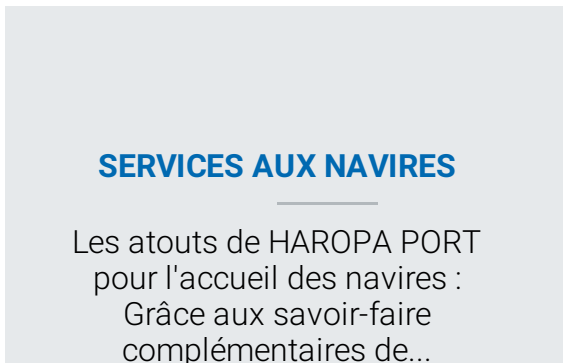 SERVICES AUX NAVIRES
Les atouts de HAROPA PORT
pour l'accueil des navires :
Grâce aux savoir-faire
complémentaires de...